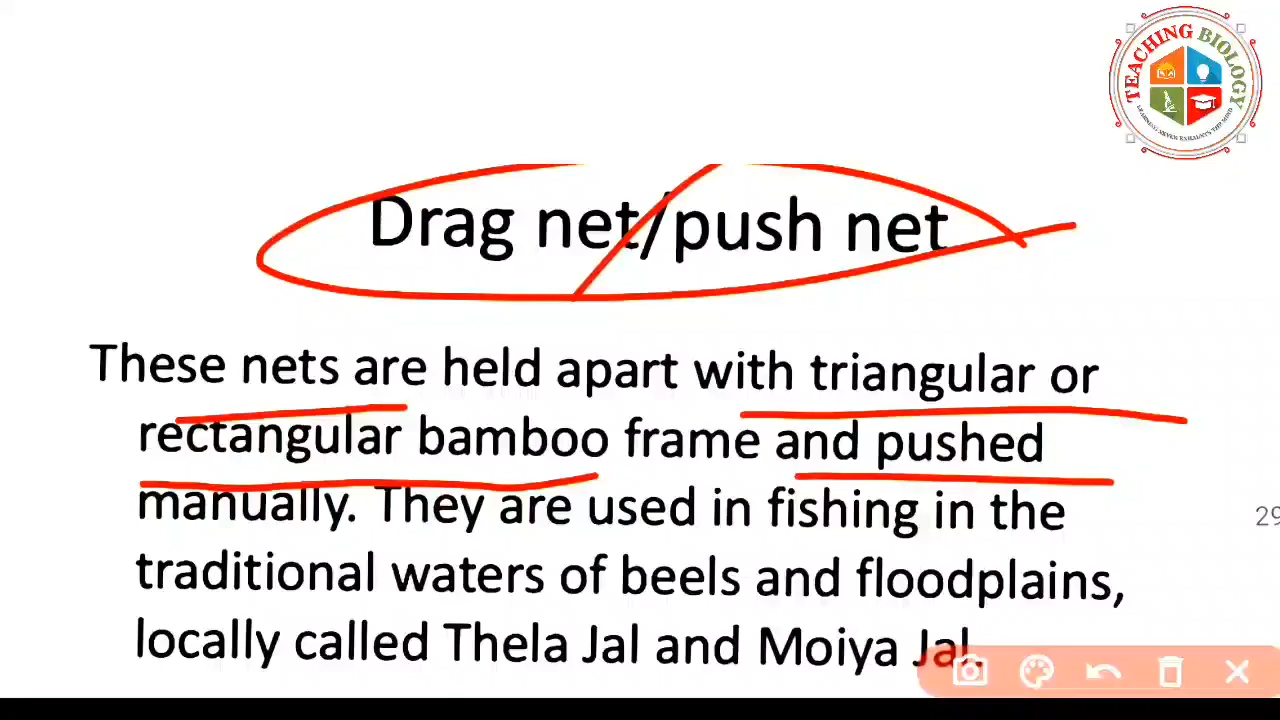 TEACHING BIOLOGY
Drag net/push net
These nets are held apart with triangular or
rectangular bamboo frame and pushed
manually. They are used in fishing in the
29
traditional waters of beels and floodplains,
locally called Thela Jal and Moiya Jal.